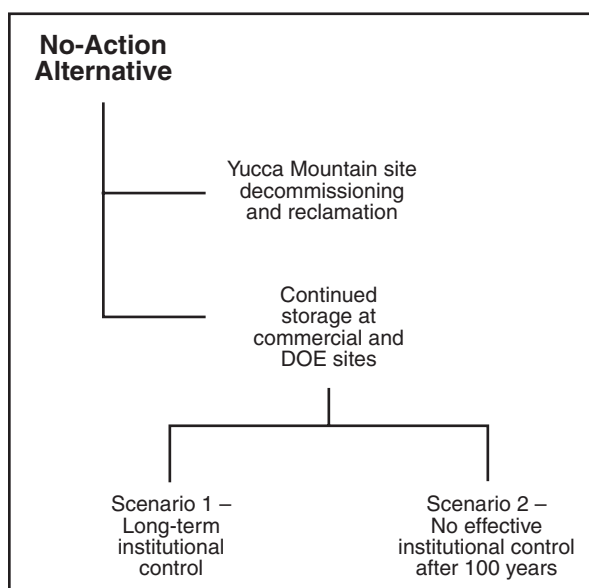 No-Action
Alternative
Yucca Mountain site
decommissioning
and reclamation
Continued
storage at
commercial and
DOE sites
Scenario 1 –
Long-term
institutional
control
Scenario 2 –
No effective
institutional control
after 100 years